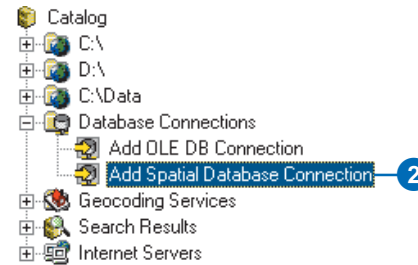 Catalog
C:\
D:\
C:\Data
Database Connections
Add OLE DB Connection
Add Spatial Database Connection 2
Geocoding Services
Search Results
Internet Servers